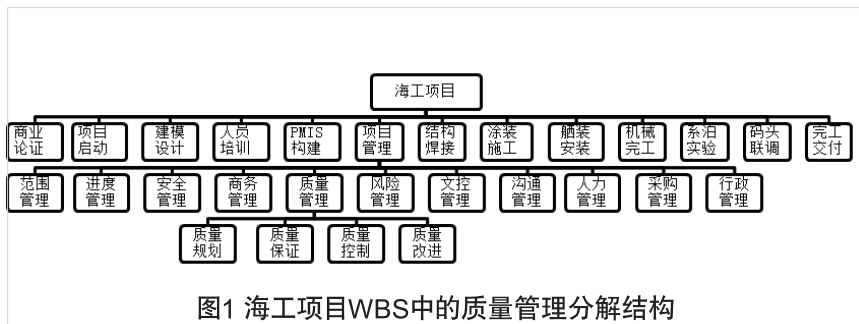 海工项目
商业 项目 建模 人员 PMIS 项目 结构 涂装 舾装 机械 系泊 码头 完工
论证 启动 设计 培训 构建 管理 焊接 施工 安装 完工 实验 联调 交付
范围 进度 安全 商务 质量 风险 文控 沟通 人力 采购 行政
管理 管理 管理 管理 管理 管理 管理 管理 管理 管理 管理
质量 质量 质量 质量
规划 保证 控制 改进
图1 海工项目WBS中的质量管理分解结构